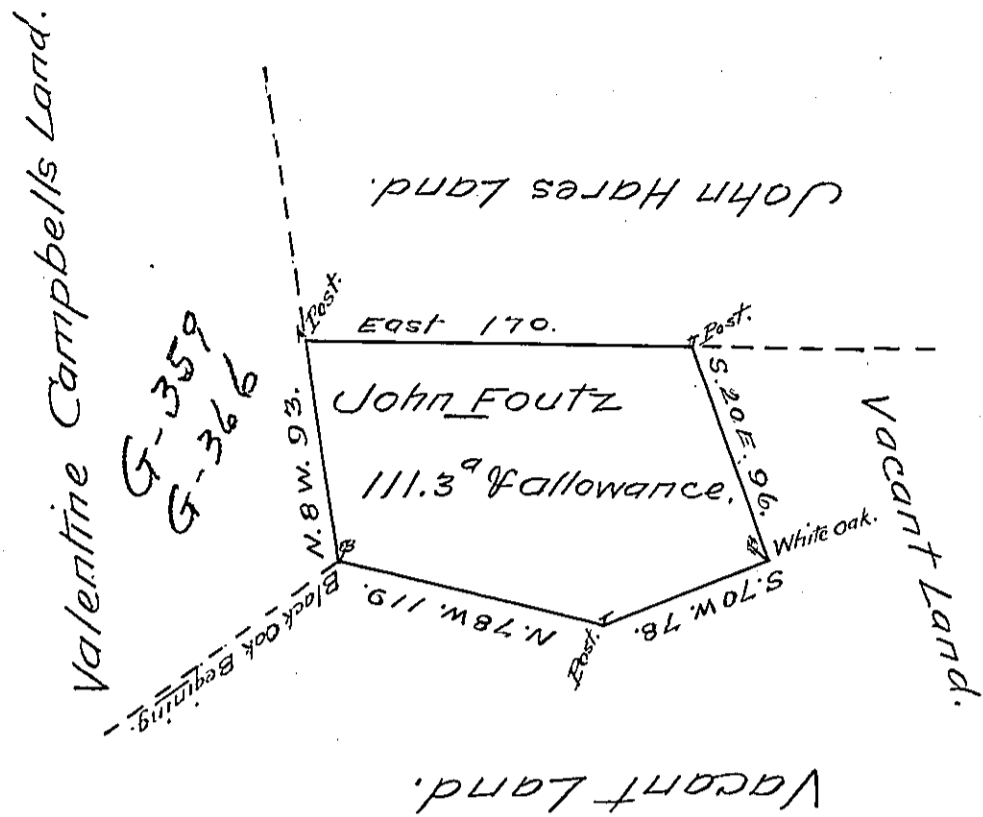 Valentine Campbells Land.
John Hares Land.
Post.
East 170.
Post.
G-359
G-366
N. 8 W. 93.
John Foutz
111.3ª & allowance.
S. 20 E. 96.
Vacant Land.
White Oak.
S. 70 W. 78.
Post.
N. 78 W. 119.
Black Oak Begining.
Vacant Land.